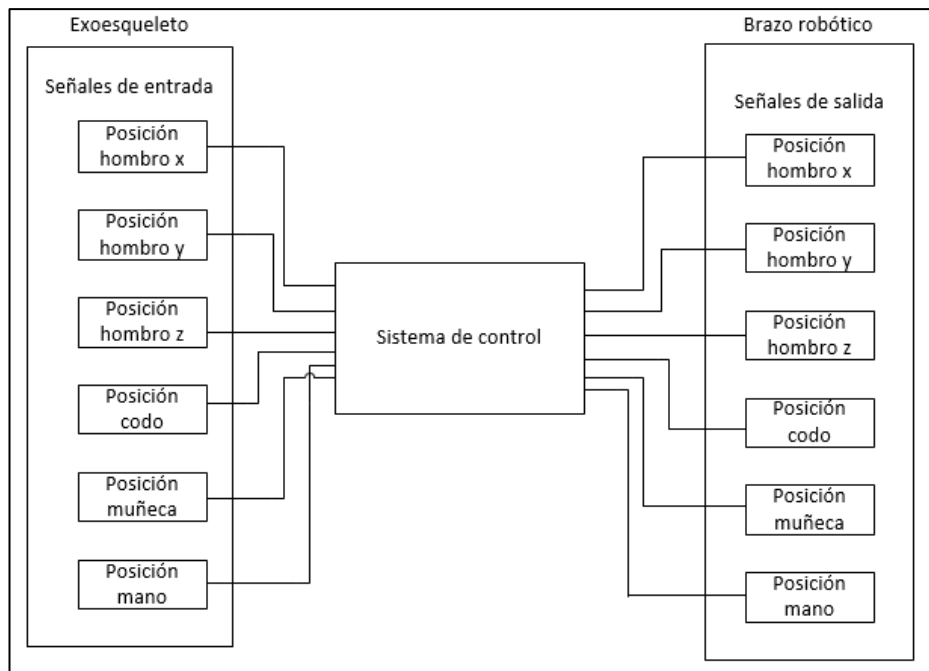 Exoesqueleto
Señales de entrada
Posición
hombro x
Posición
hombro y
Posición
hombro z
Posición
codo
Posición
muñeca
Posición
mano
Sistema de control
Brazo robótico
Señales de salida
Posición
hombro x
Posición
hombro y
Posición
hombro z
Posición
codo
Posición
muñeca
Posición
mano